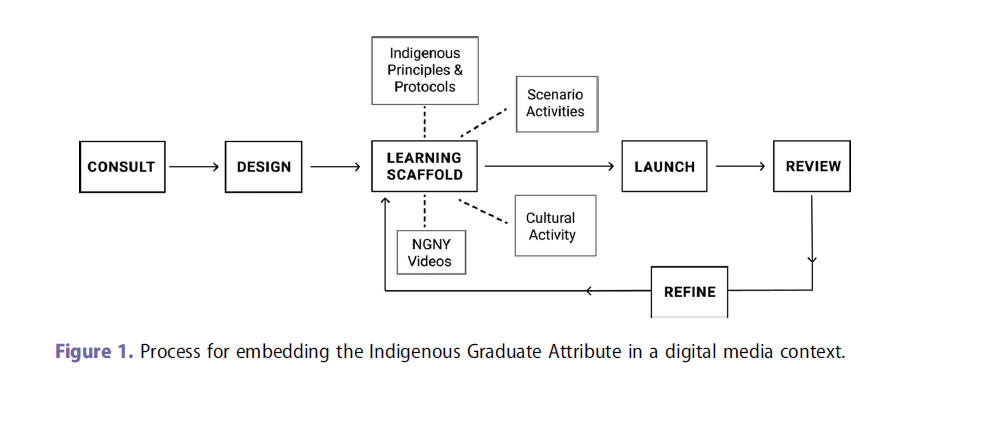 Indigenous
Principles &
Protocols
Scenario
Activities
CONSULT
DESIGN
LEARNING
SCAFFOLD
LAUNCH
REVIEW
NGNY
Videos
Cultural
Activity
REFINE
Figure 1. Process for embedding the Indigenous Graduate Attribute in a digital media context.